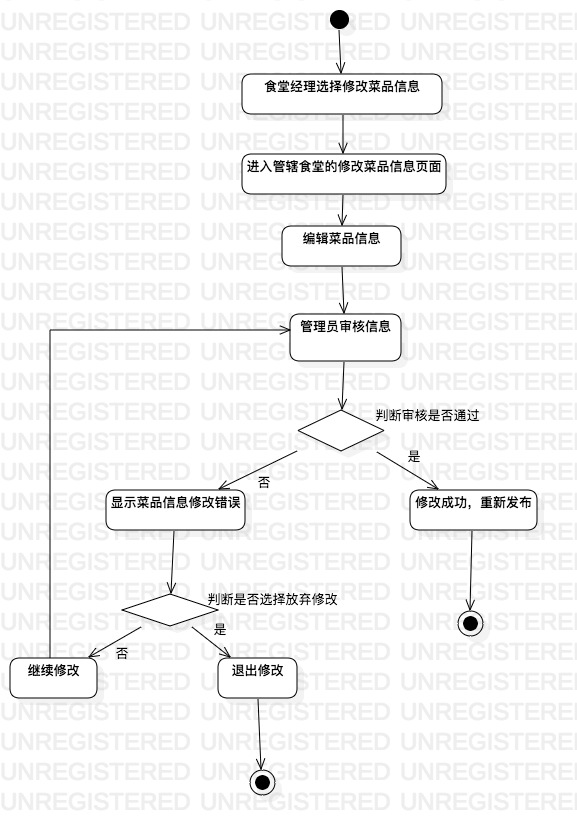 食堂经理选择修改菜品信息
进入管辖食堂的修改菜品信息页面
编辑菜品信息
管理员审核信息
判断审核是否通过
是
否
显示菜品信息修改错误
修改成功，重新发布
判断是否选择放弃修改
是
否
继续修改
退出修改
UNREGISTERED